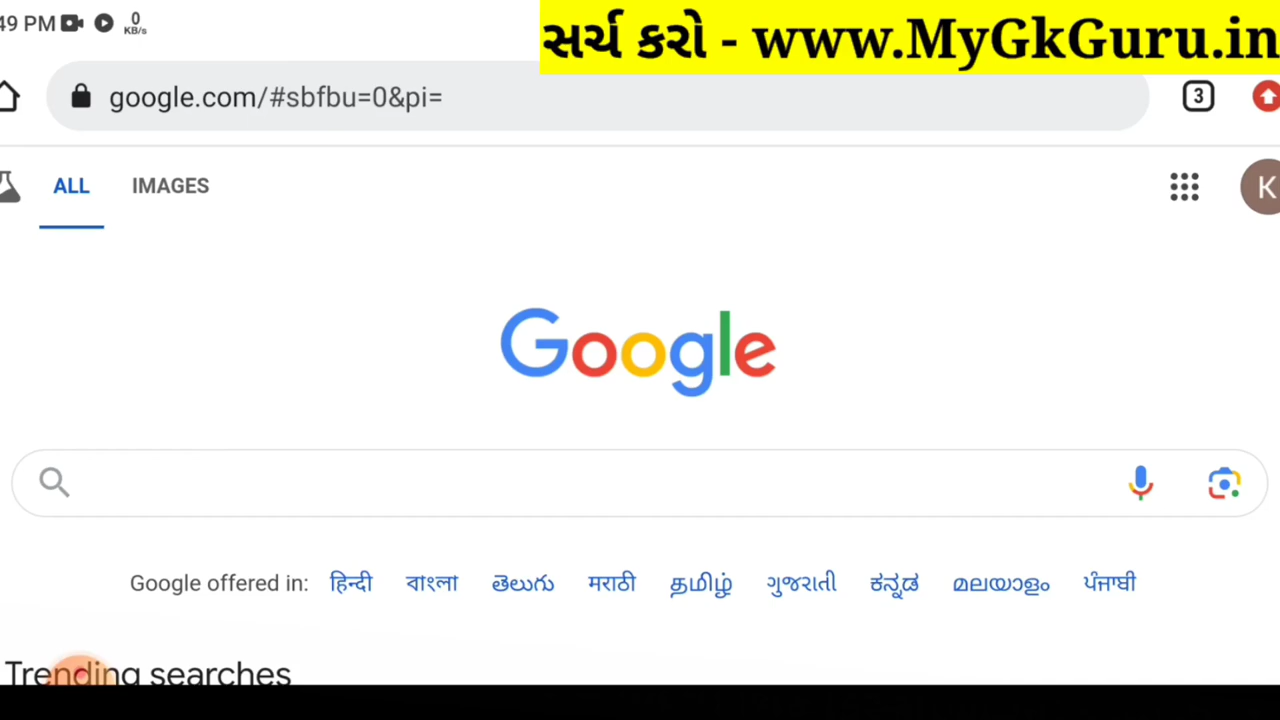 49 PM 0 KB/s
સર્ચ કરો - www.MyGkGuru.in
google.com/#sbfbu=0&pi=
3
ALL IMAGES
K
Google
Google offered in: हिन्दी বাংলা తెలుగు मराठी தமிழ் ગુજરાતી ಕನ್ನಡ മലയാളം ਪੰਜਾਬੀ
Trending searches